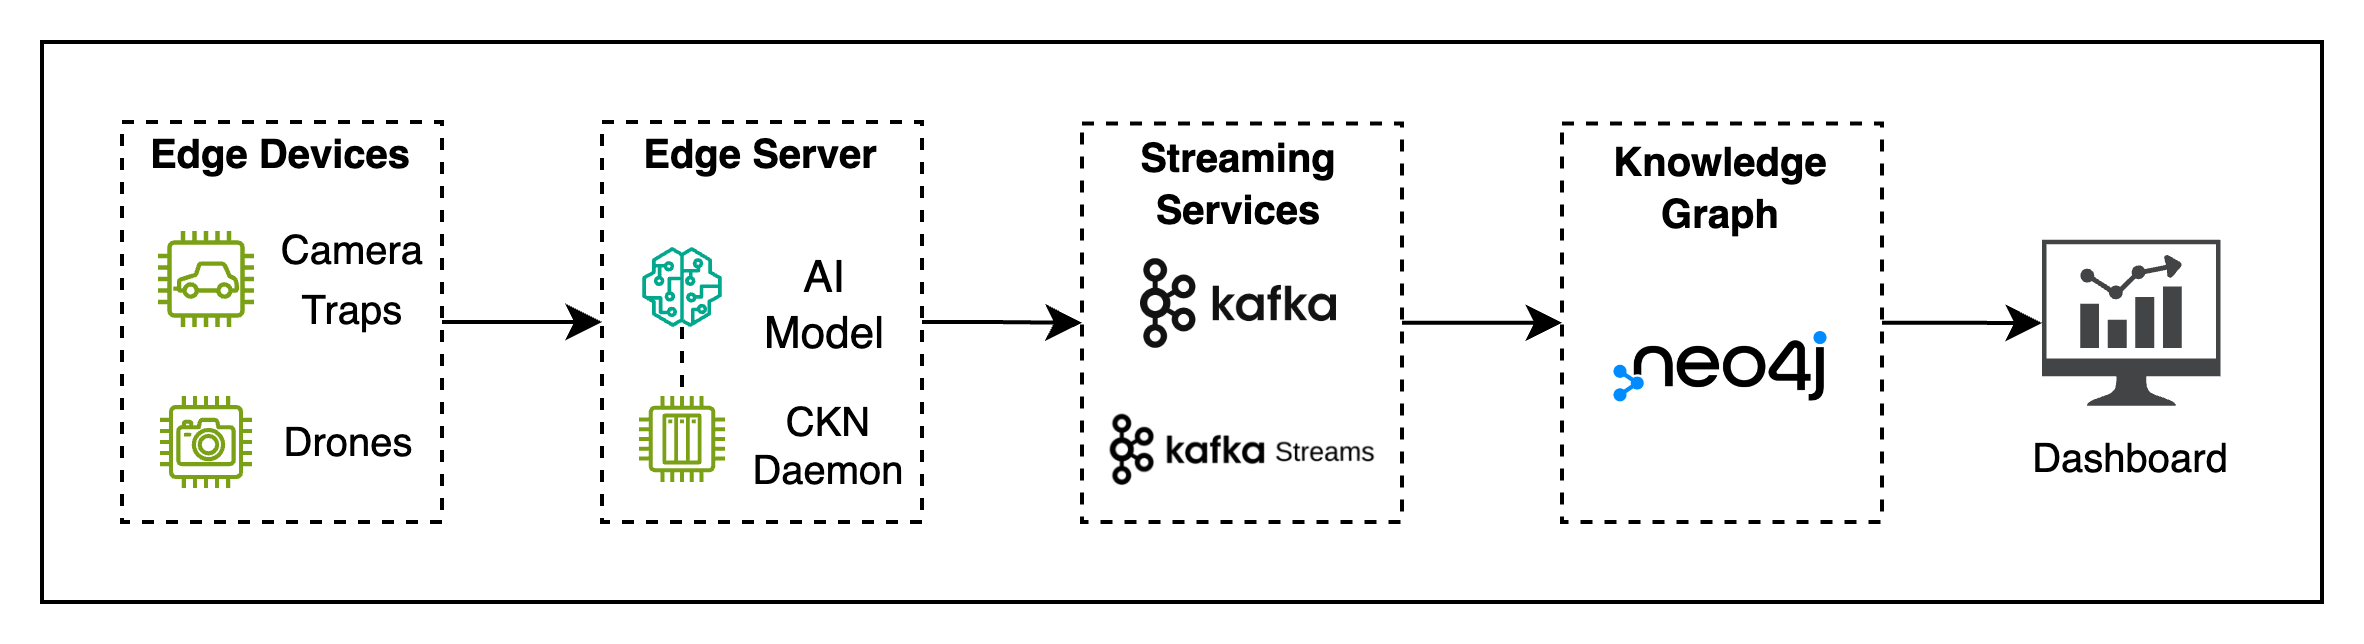 Edge Devices
Camera
Traps
Drones
Edge Server
AI
Model
CKN
Daemon
Streaming
Services
kafka
kafka Streams
Knowledge
Graph
neo4j
Dashboard